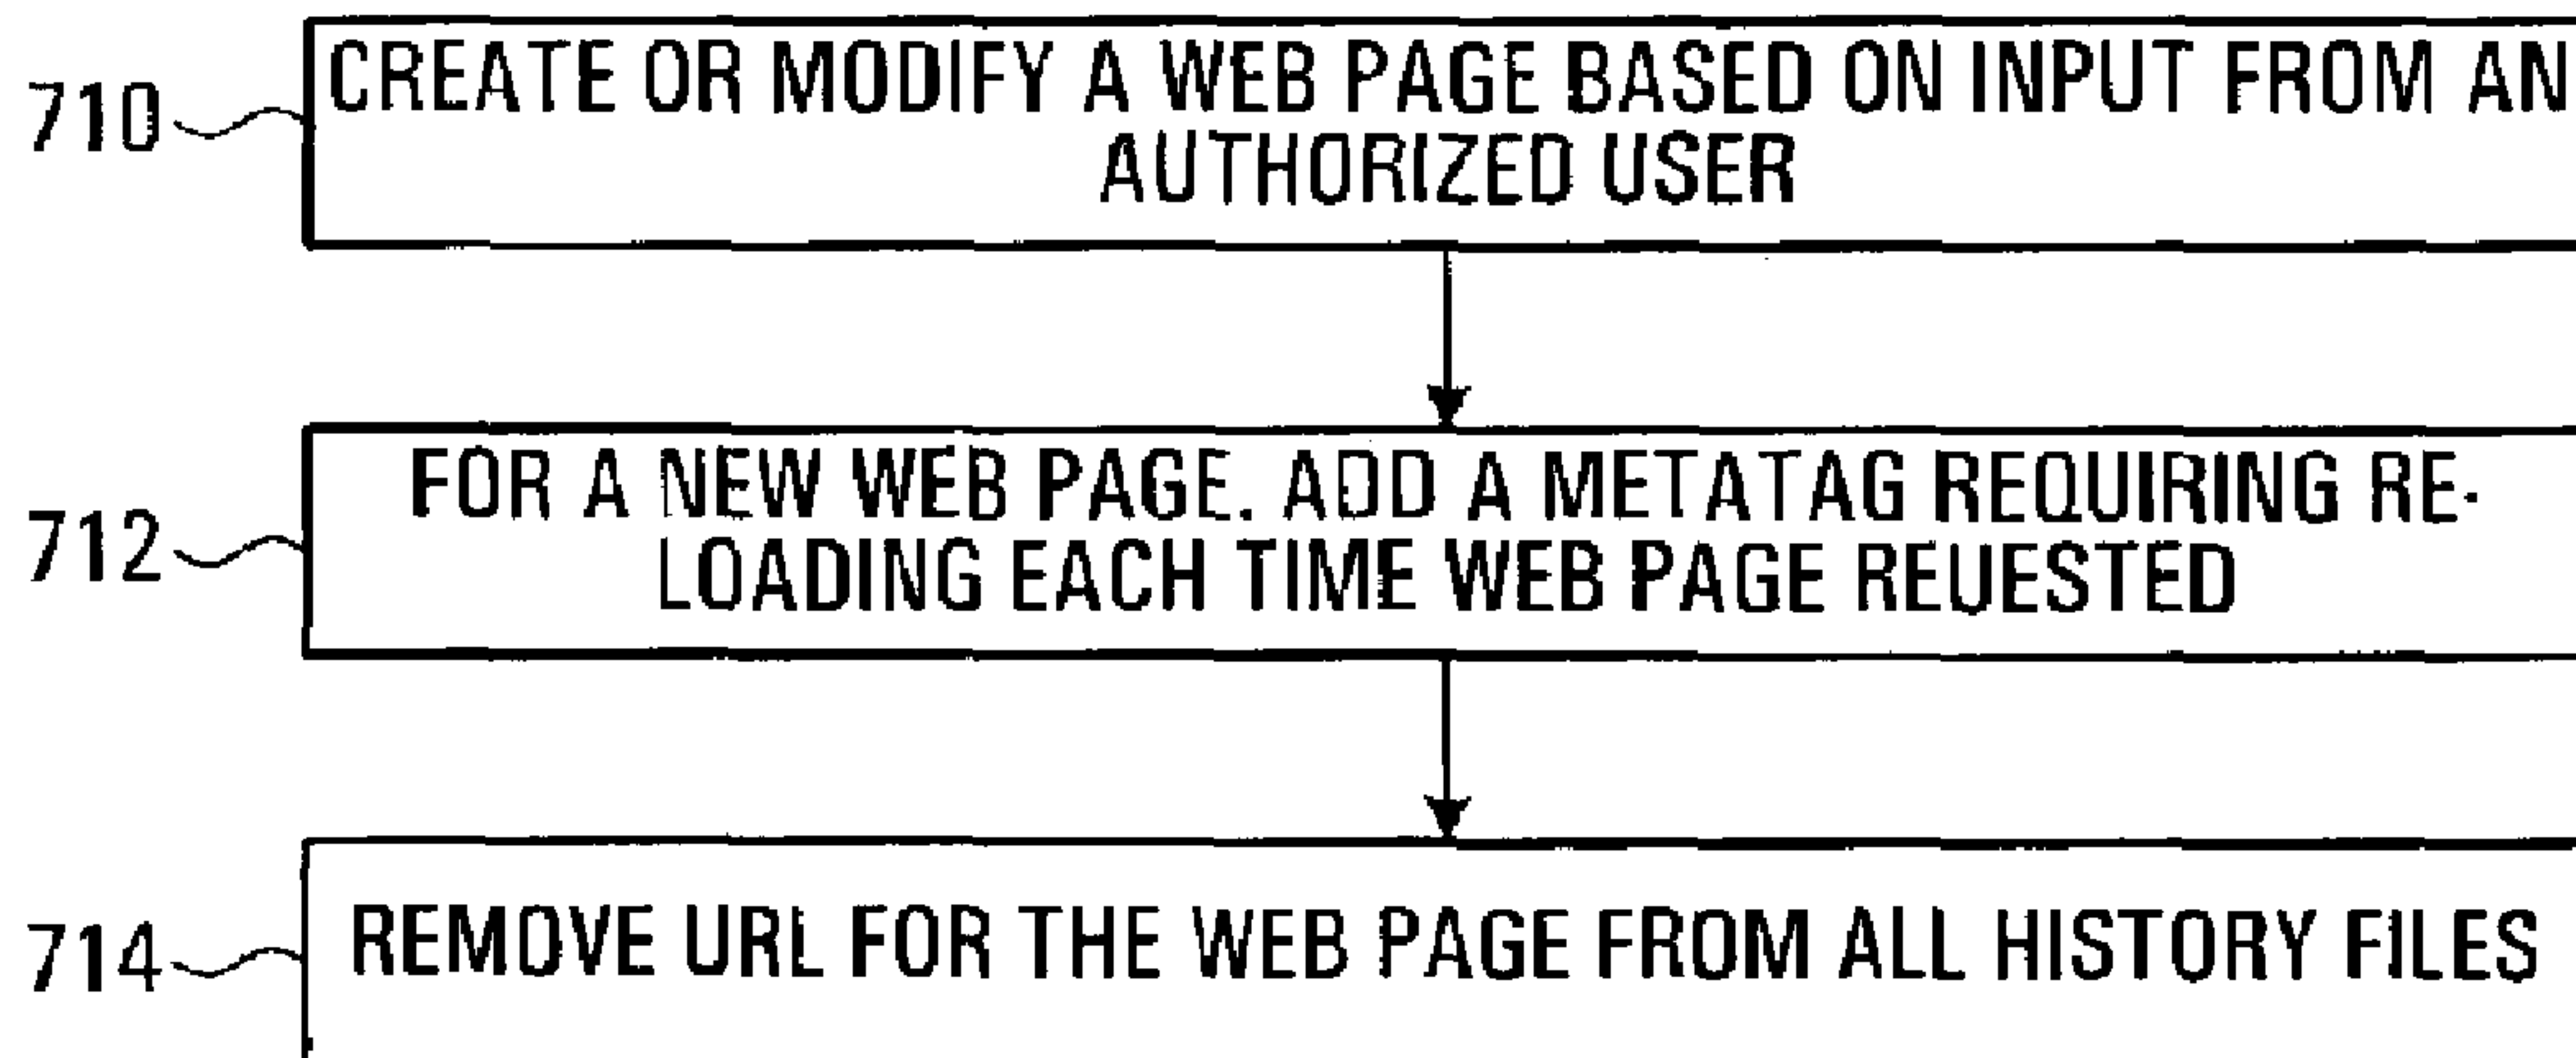 710
CREATE OR MODIFY A WEB PAGE BASED ON INPUT FROM AN
AUTHORIZED USER
712
FOR A NEW WEB PAGE. ADD A METATAG REQUIRING RE-
LOADING EACH TIME WEB PAGE REUESTED
714
REMOVE URL FOR THE WEB PAGE FROM ALL HISTORY FILES